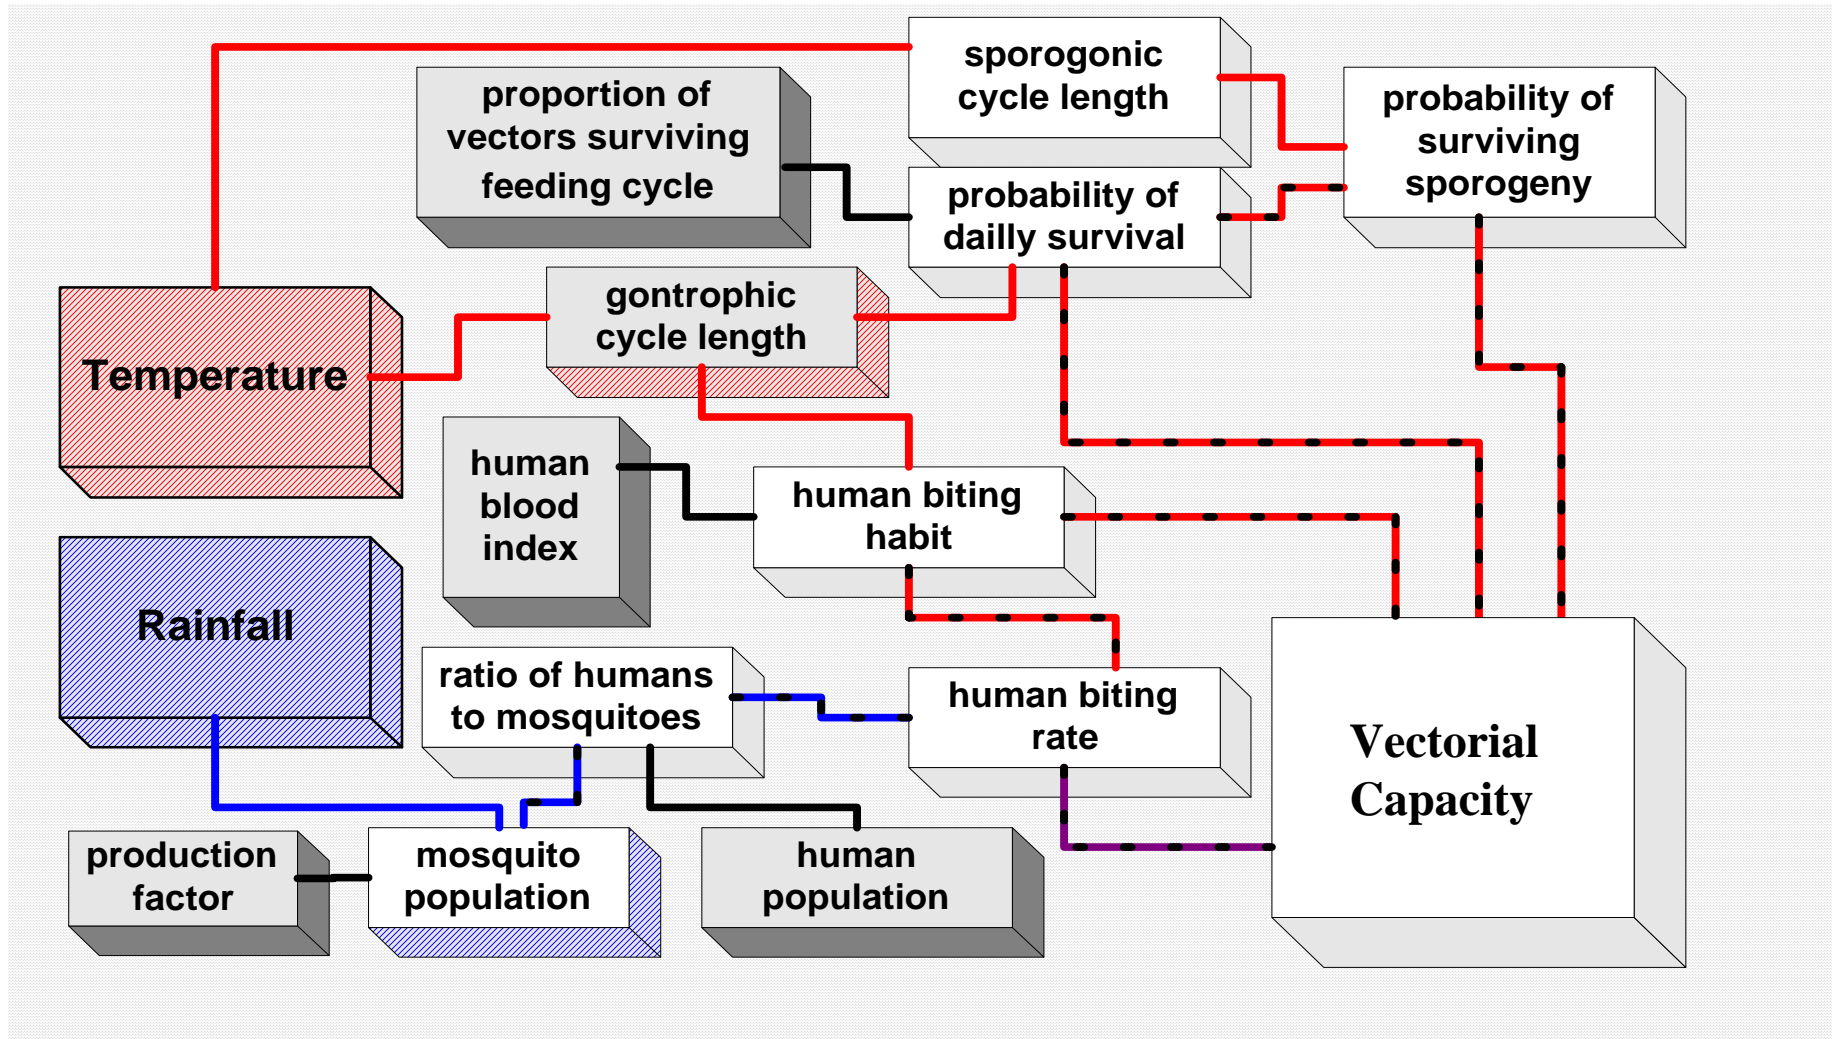 sporogonic
cycle length
proportion of
vectors surviving
feeding cycle
probability of
surviving
sporogeny
probability of
dailly survival
gontrophic
cycle length
Temperature
human
blood
index
human biting
habit
Rainfall
ratio of humans
to mosquitoes
human biting
rate
Vectorial
Capacity
production
factor
mosquito
population
human
population